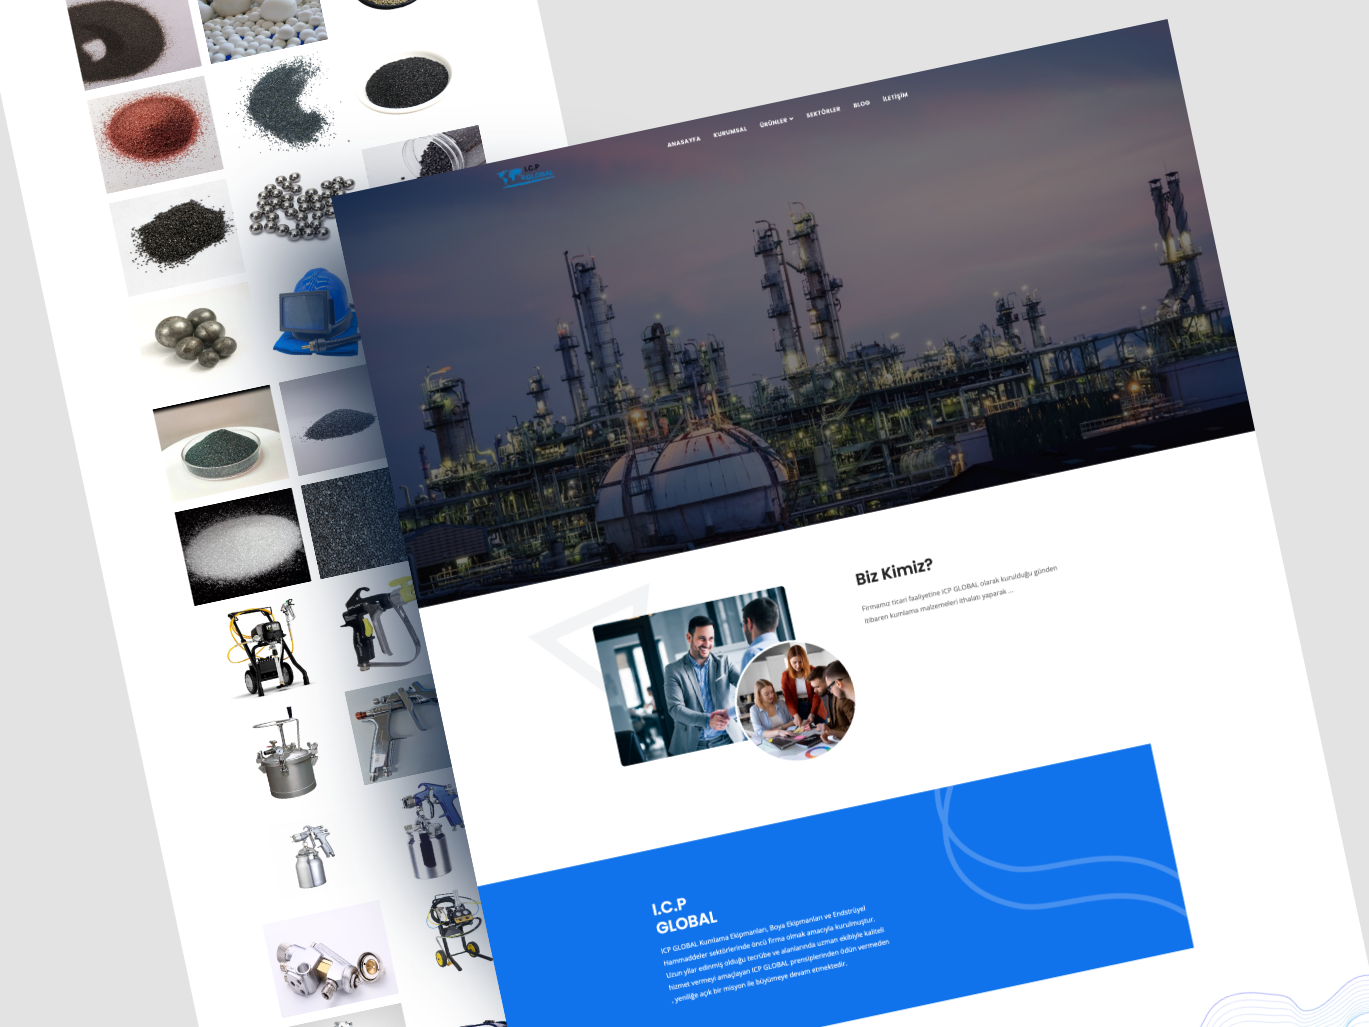 I.C.P
GLOBAL
ANASAYFA KURUMSAL ÜRÜNLER SEKTÖRLER BLOG İLETİŞİM
Biz Kimiz?
Firmamız ticari faaliyetine ICP GLOBAL olarak kurulduğu günden
itibaren kumlama malzemeleri ithalatı yaparak ...
I.C.P
GLOBAL
ICP GLOBAL Kumlama Ekipmanları, Boya Ekipmanları ve Endstrüyel
Hammaddeler sektörlerinde öncü firma olmak amacıyla kurulmuştur.
Uzun yıllar edinmiş olduğu tecrübe ve alanlarında uzman ekibiyle kaliteli
hizmet vermeyi amaçlayan ICP GLOBAL prensiplerinden ödün vermeden
, yeniliğe açık bir misyon ile büyümeye devam etmektedir.